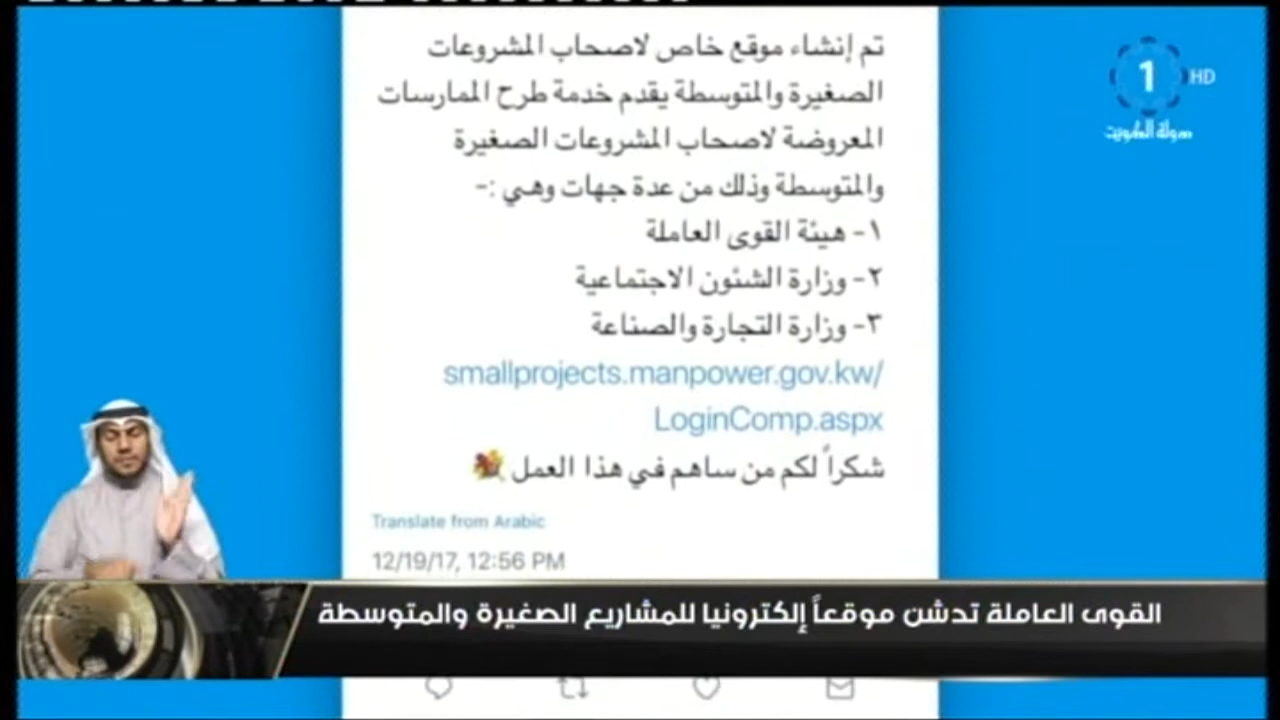 تم إنشاء موقع خاص لاصحاب المشروعات
الصغيرة والمتوسطة يقدم خدمة طرح الممارسات
المعروضة لاصحاب المشروعات الصغيرة
والمتوسطة وذلك من عدة جهات وهي :-
١- هيئة القوى العاملة
٢- وزارة الشئون الاجتماعية
٣- وزارة التجارة والصناعة
smallprojects.manpower.gov.kw/
LoginComp.aspx
شكراً لكم من ساهم في هذا العمل 💐
Translate from Arabic
12/19/17, 12:56 PM
1 HD
دولة الكويت
القوى العاملة تدشن موقعاً إلكترونيا للمشاريع الصغيرة والمتوسطة